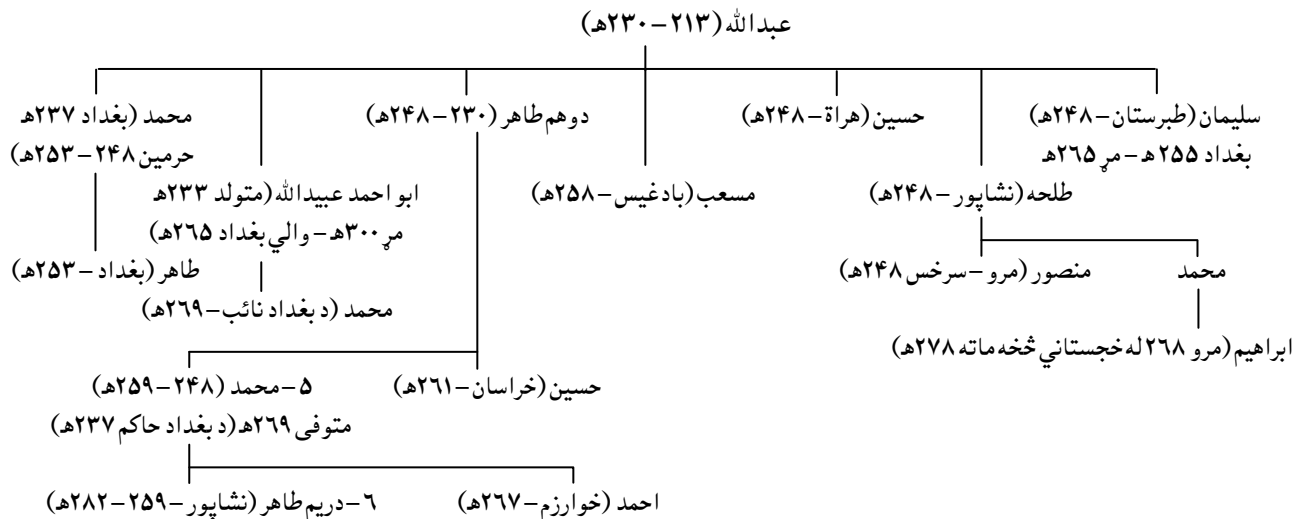 عبدالله (۲۱۳-۲۳۰هـ)
سلیمان (طبرستان-۲۴۸هـ)
بغداد ۲۵۵هـ - مړ ۲۶۵هـ
حسین (هراة-۲۴۸هـ)
دوهم طاهر (۲۳۰-۲۴۸هـ)
محمد (بغداد ۲۳۷هـ
حرمین ۲۴۸-۲۵۳هـ)
طلحه (نشاپور-۲۴۸هـ)
مسعب (بادغیس-۲۵۸هـ)
ابو احمد عبیدالله (متولد ۲۳۳هـ
مړ ۳۰۰هـ - والي بغداد ۲۶۵هـ)
محمد
منصور (مرو-سرخس ۲۴۸هـ)
طاهر (بغداد-۲۵۳هـ)
محمد (د بغداد نائب-۲۶۹هـ)
ابراهیم (مرو ۲۶۸ له خجستاني څخه ماته ۲۷۸هـ)
حسین (خراسان-۲۶۱هـ)
۵-محمد (۲۴۸-۲۵۹هـ)
متوفی ۲۶۹هـ (د بغداد حاکم ۲۳۷هـ)
احمد (خوارزم-۲۶۷هـ)
۶-دریم طاهر (نشاپور-۲۵۹-۲۸۲هـ)